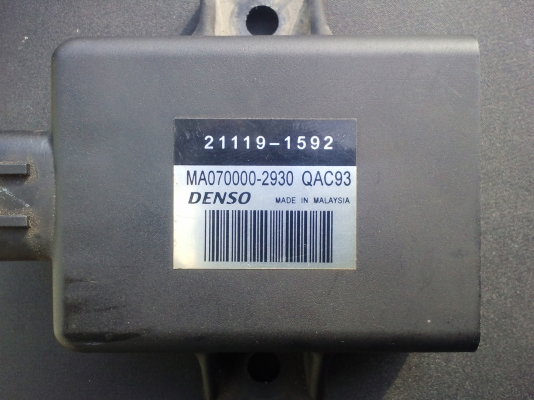 21119-1592
MA070000-2930 QAC93
DENSO MADE IN MALAYSIA